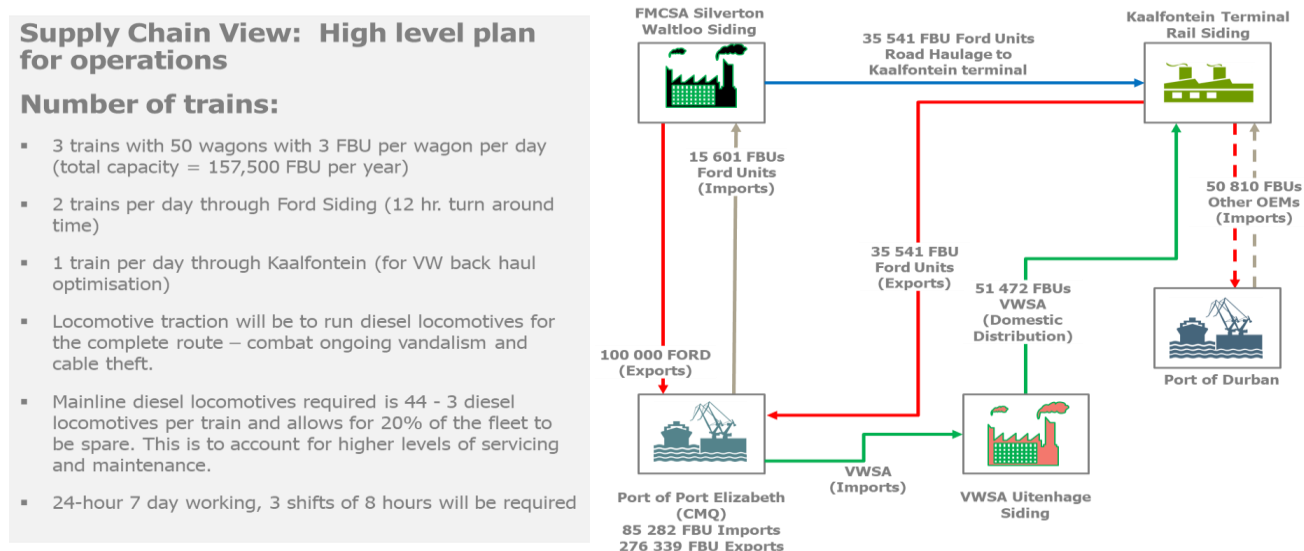 Supply Chain View:  High level plan
for operations
Number of trains:
▪ 3 trains with 50 wagons with 3 FBU per wagon per day
(total capacity = 157,500 FBU per year)
▪ 2 trains per day through Ford Siding (12 hr. turn around
time)
▪ 1 train per day through Kaalfontein (for VW back haul
optimisation)
▪ Locomotive traction will be to run diesel locomotives for
the complete route – combat ongoing vandalism and
cable theft.
▪ Mainline diesel locomotives required is 44 - 3 diesel
locomotives per train and allows for 20% of the fleet to
be spare. This is to account for higher levels of servicing
and maintenance.
▪ 24-hour 7 day working, 3 shifts of 8 hours will be required
FMCSA Silverton
Waltloo Siding
35 541 FBU Ford Units
Road Haulage to
Kaalfontein terminal
Kaalfontein Terminal
Rail Siding
15 601 FBUs
Ford Units
(Imports)
50 810 FBUs
Other OEMs
(Imports)
35 541 FBU
Ford Units
(Exports)
51 472 FBUs
VWSA
(Domestic
Distribution)
100 000 FORD
(Exports)
Port of Durban
VWSA
(Imports)
Port of Port Elizabeth
(CMQ)
85 282 FBU Imports
276 339 FBU Exports
VWSA Uitenhage
Siding